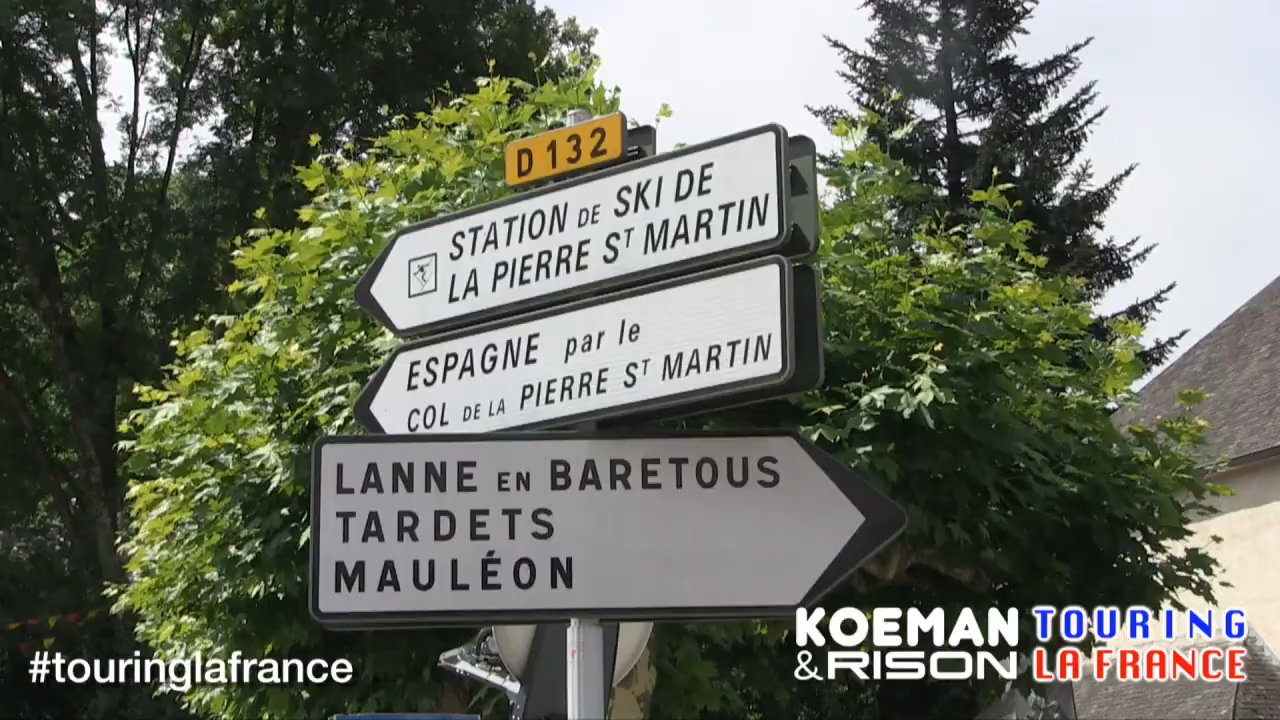 D 132
STATION DE SKI DE
LA PIERRE ST MARTIN
ESPAGNE par le
COL DE LA PIERRE ST MARTIN
LANNE EN BARETOUS
TARDETS
MAULÉON
#touringlafrance
KOEMAN
&RISON
TOURING
LA FRANCE